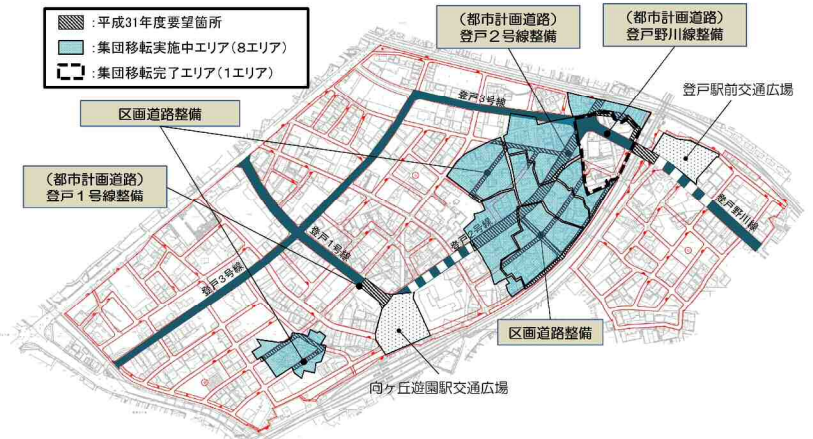 ：平成31年度要望箇所
：集団移転実施中エリア（8エリア）
：集団移転完了エリア（1エリア）
（都市計画道路）
登戸２号線整備
（都市計画道路）
登戸野川線整備
登戸駅前交通広場
区画道路整備
（都市計画道路）
登戸１号線整備
登戸3号線
登戸1号線
登戸2号線
登戸野川線
登戸3号線
区画道路整備
向ヶ丘遊園駅交通広場